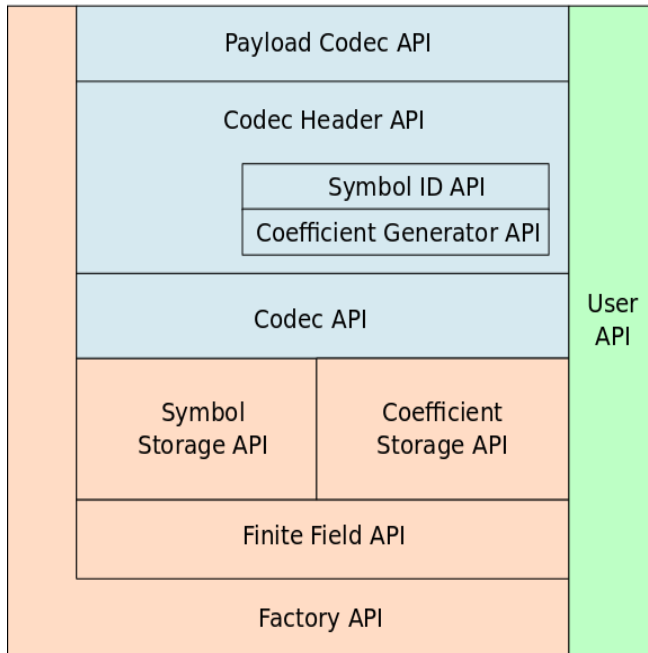 Payload Codec API
Codec Header API
Symbol ID API
Coefficient Generator API
Codec API
User
API
Symbol
Storage API
Coefficient
Storage API
Finite Field API
Factory API